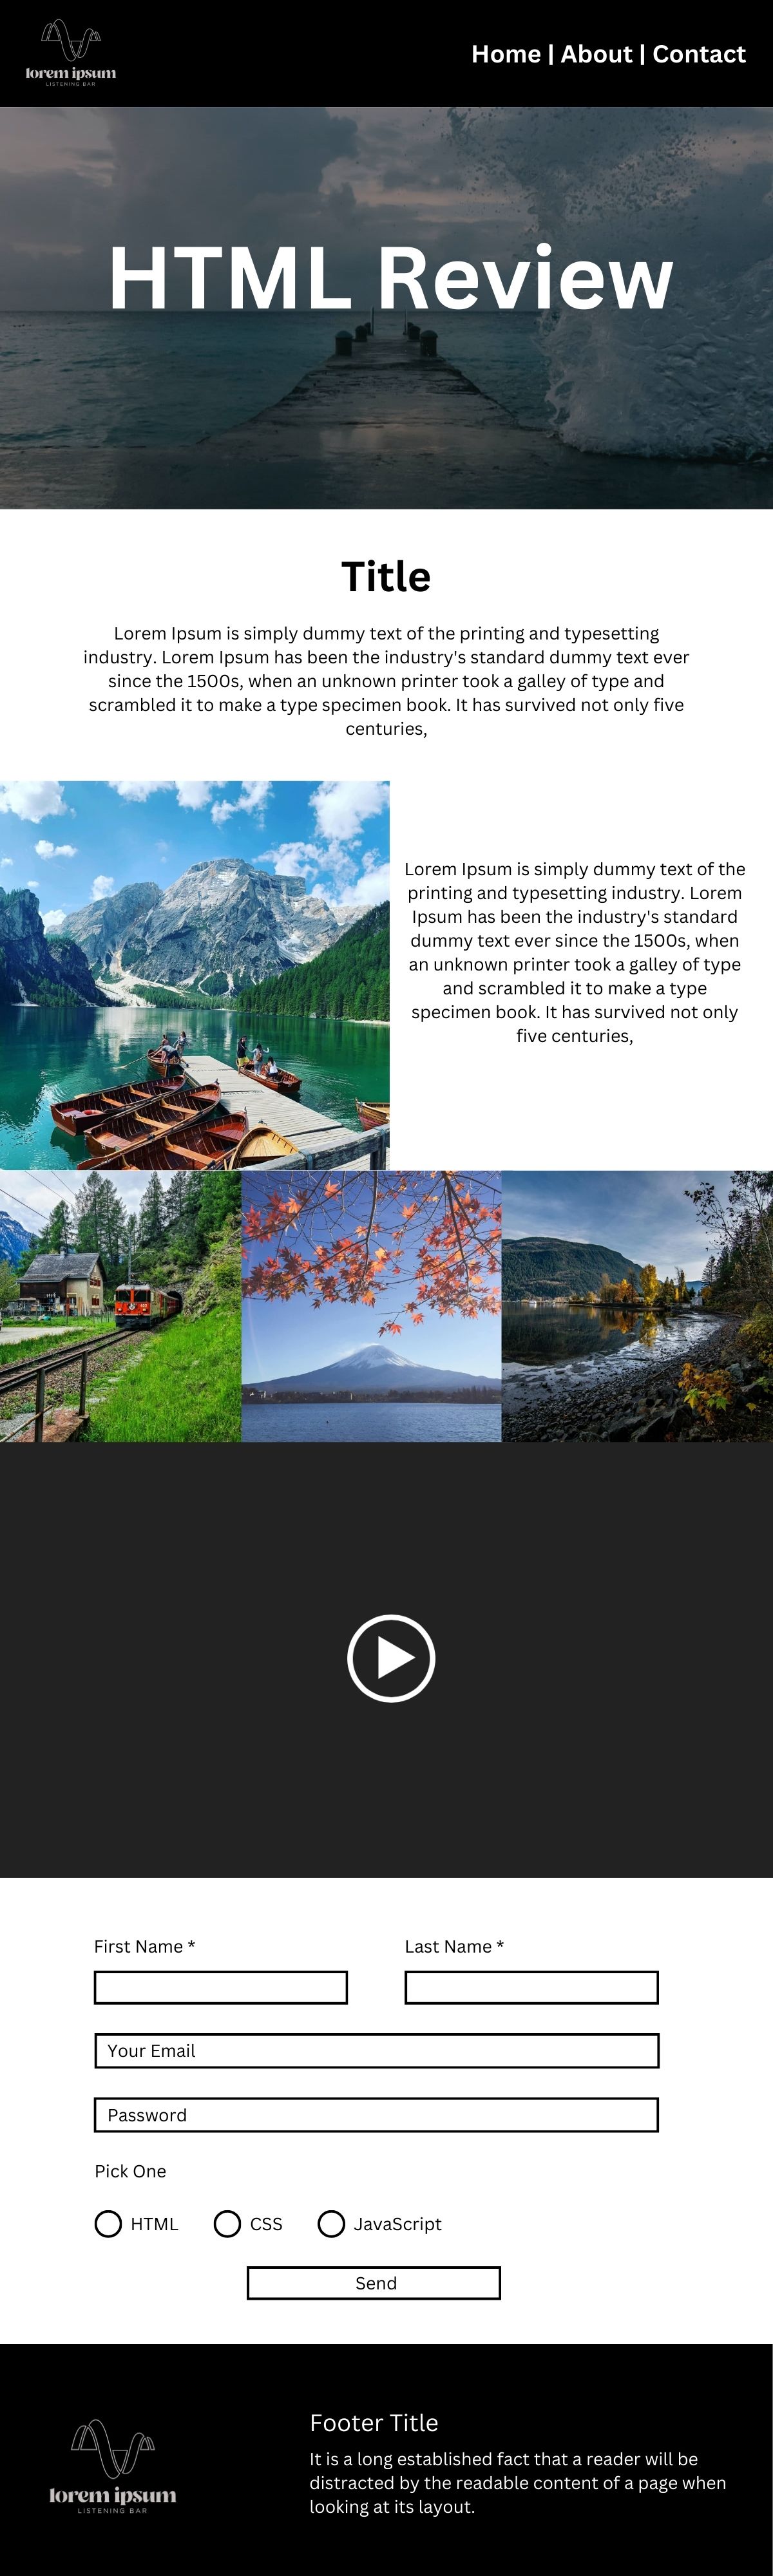 lorem ipsum
LISTENING BAR
Home | About | Contact
HTML Review
Title
Lorem Ipsum is simply dummy text of the printing and typesetting
industry. Lorem Ipsum has been the industry's standard dummy text ever
since the 1500s, when an unknown printer took a galley of type and
scrambled it to make a type specimen book. It has survived not only five
centuries,
Lorem Ipsum is simply dummy text of the
printing and typesetting industry. Lorem
Ipsum has been the industry's standard
dummy text ever since the 1500s, when
an unknown printer took a galley of type
and scrambled it to make a type
specimen book. It has survived not only
five centuries,
First Name *
Last Name *
Your Email
Password
Pick One
HTML
CSS
JavaScript
Send
lorem ipsum
LISTENING BAR
Footer Title
It is a long established fact that a reader will be
distracted by the readable content of a page when
looking at its layout.